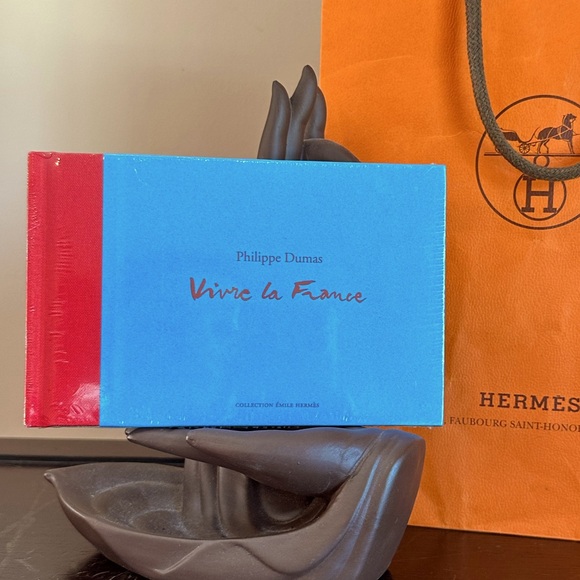 Philippe Dumas
Vivre la France
COLLECTION ÉMILE HERMÈS
H
HERMÈS
FAUBOURG SAINT-HONO